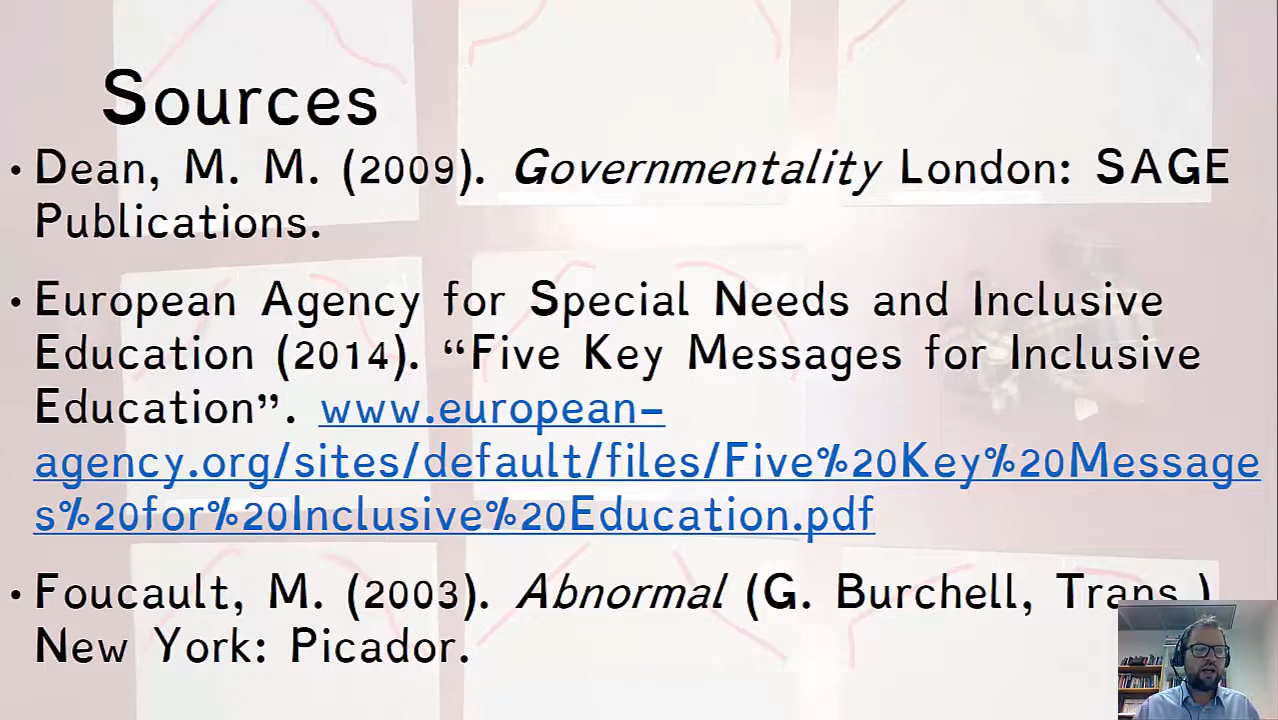 Sources
• Dean, M. M. (2009). Governmentality London: SAGE
Publications.
• European Agency for Special Needs and Inclusive
Education (2014). “Five Key Messages for Inclusive
Education”. www.european-
agency.org/sites/default/files/Five%20Key%20Message
s%20for%20Inclusive%20Education.pdf
• Foucault, M. (2003). Abnormal (G. Burchell, Trans.)
New York: Picador.